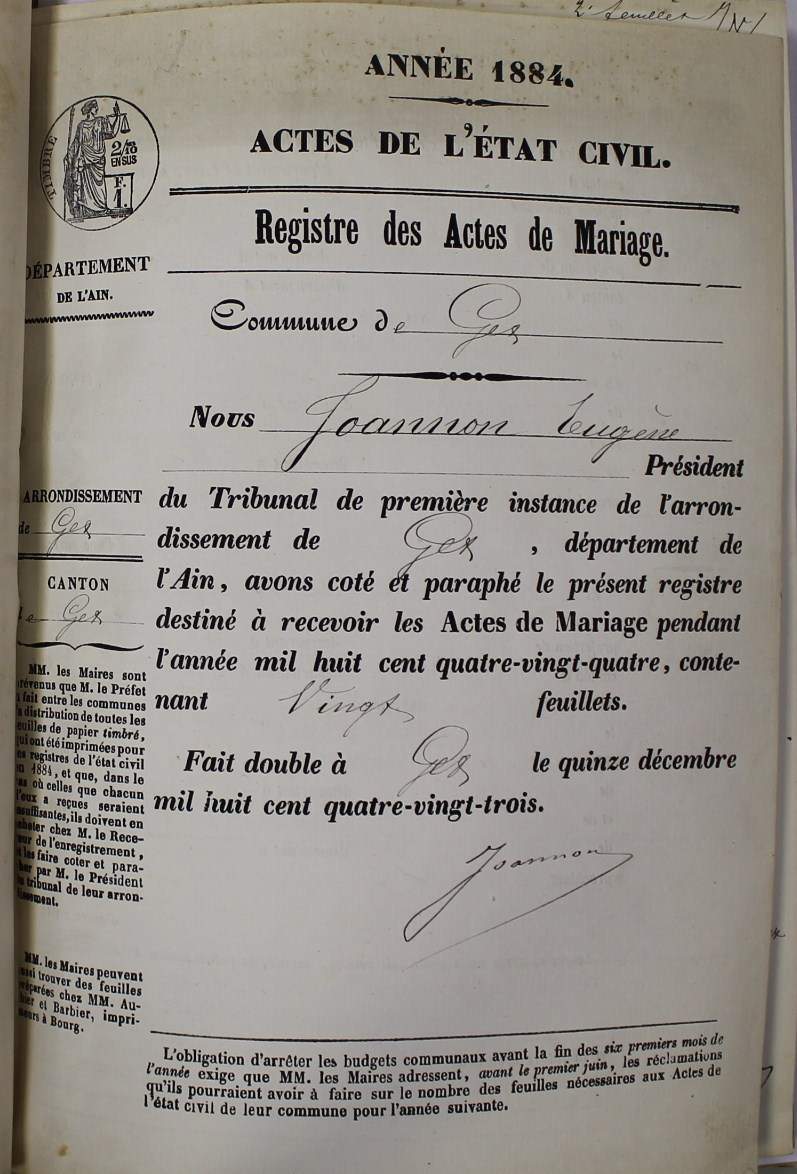 2e feuillet
ANNÉE 1884.
ACTES DE L'ÉTAT CIVIL.
TIMBRE
2/10
EN SUS
F.
1.
Registre des Actes de Mariage.
DÉPARTEMENT
DE L'AIN.
Commune de Gex
Nous Joannon Eugène
Président
du Tribunal de première instance de l'arron-
dissement de Gex, département de
l'Ain, avons coté et paraphé le présent registre
destiné à recevoir les Actes de Mariage pendant
l'année mil huit cent quatre-vingt-quatre, conte-
nant Vingt feuillets.
Fait double à Gex le quinze décembre
mil huit cent quatre-vingt-trois.
Joannon
ARRONDISSEMENT
de Gex
CANTON
de Gex
MM. les Maires sont
prévenus que M. le Préfet
a fait entre les communes
la distribution de toutes les
feuilles de papier timbré,
qui ont été imprimées pour
les registres de l'état civil
en 1884, et que, dans le
cas où celles que chacun
d'eux a reçues seraient
insuffisantes, ils doivent en
acheter chez M. le Rece-
veur de l'enregistrement,
et les faire coter et para-
pher par M. le Président
du tribunal de leur arron-
dissement.
MM. les Maires peuvent
aussi trouver des feuilles
préparées chez MM. Au-
thier et Barbier, impri-
meurs à Bourg.
L'obligation d'arrêter les budgets communaux avant la fin des six premiers mois de
l'année exige que MM. les Maires adressent, avant le premier juin, les réclamations
qu'ils pourraient avoir à faire sur le nombre des feuilles nécessaires aux Actes de
l'état civil de leur commune pour l'année suivante.